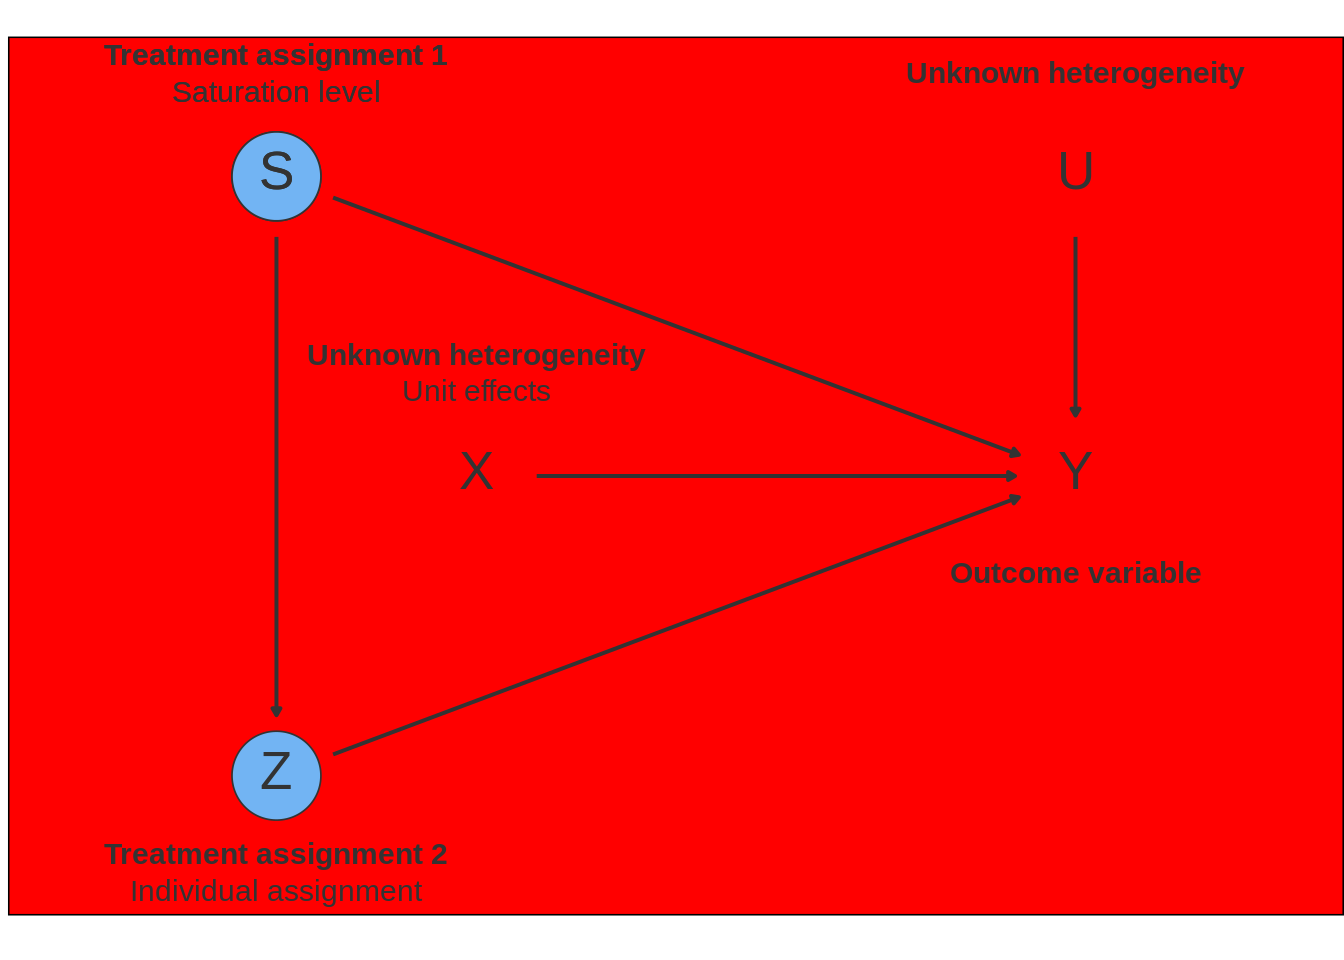 Treatment assignment 1
Saturation level
S
Unknown heterogeneity
U
Unknown heterogeneity
Unit effects
X
Y
Outcome variable
Z
Treatment assignment 2
Individual assignment